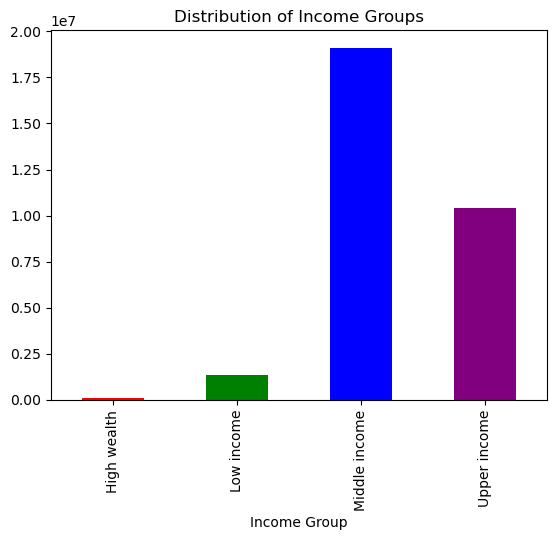 Distribution of Income Groups
1e7
2.00
1.75
1.50
1.25
1.00
0.75
0.50
0.25
0.00
High wealth
Low income
Middle income
Upper income
Income Group